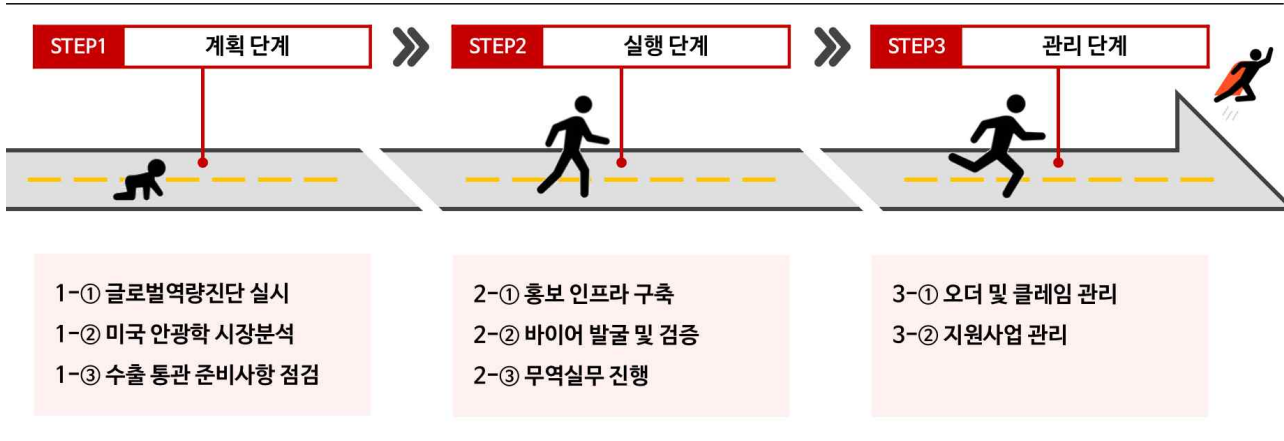 STEP1 계획 단계
STEP2 실행 단계
STEP3 관리 단계
1-① 글로벌역량진단 실시
1-② 미국 안광학 시장분석
1-③ 수출 통관 준비사항 점검
2-① 홍보 인프라 구축
2-② 바이어 발굴 및 검증
2-③ 무역실무 진행
3-① 오더 및 클레임 관리
3-② 지원사업 관리